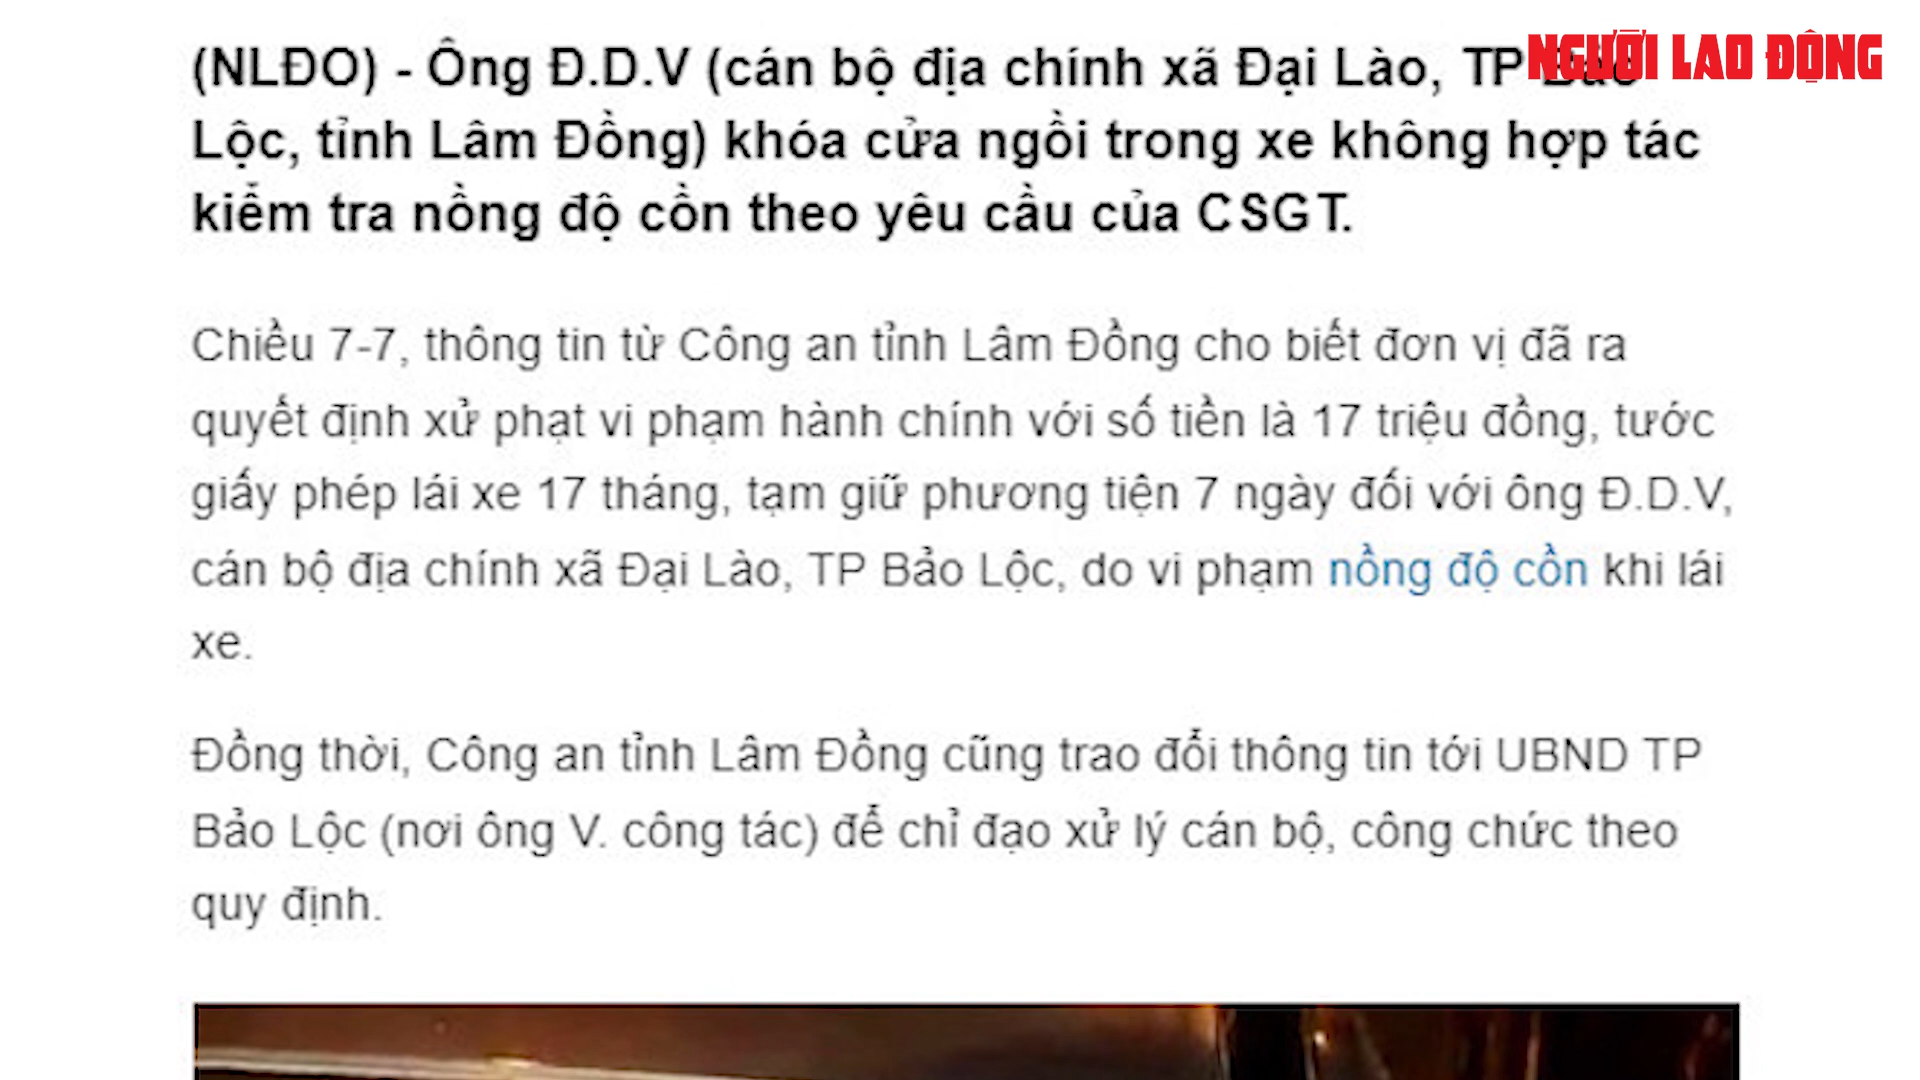 (NLĐO) - Ông Đ.D.V (cán bộ địa chính xã Đại Lào, TP Bảo
NGƯỜI LAO ĐỘNG
Lộc, tỉnh Lâm Đồng) khóa cửa ngồi trong xe không hợp tác
kiểm tra nồng độ cồn theo yêu cầu của CSGT.
Chiều 7-7, thông tin từ Công an tỉnh Lâm Đồng cho biết đơn vị đã ra
quyết định xử phạt vi phạm hành chính với số tiền là 17 triệu đồng, tước
giấy phép lái xe 17 tháng, tạm giữ phương tiện 7 ngày đối với ông Đ.D.V,
cán bộ địa chính xã Đại Lào, TP Bảo Lộc, do vi phạm nồng độ cồn khi lái
xe.
Đồng thời, Công an tỉnh Lâm Đồng cũng trao đổi thông tin tới UBND TP
Bảo Lộc (nơi ông V. công tác) để chỉ đạo xử lý cán bộ, công chức theo
quy định.